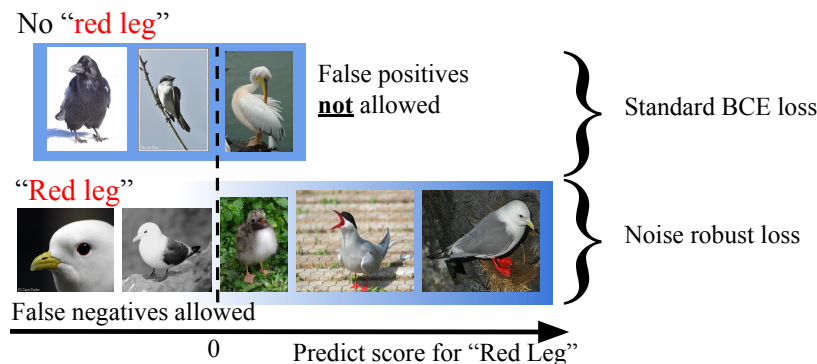 No “red leg”
False positives
not allowed
Standard BCE loss
“Red leg”
Noise robust loss
False negatives allowed
0
Predict score for “Red Leg”